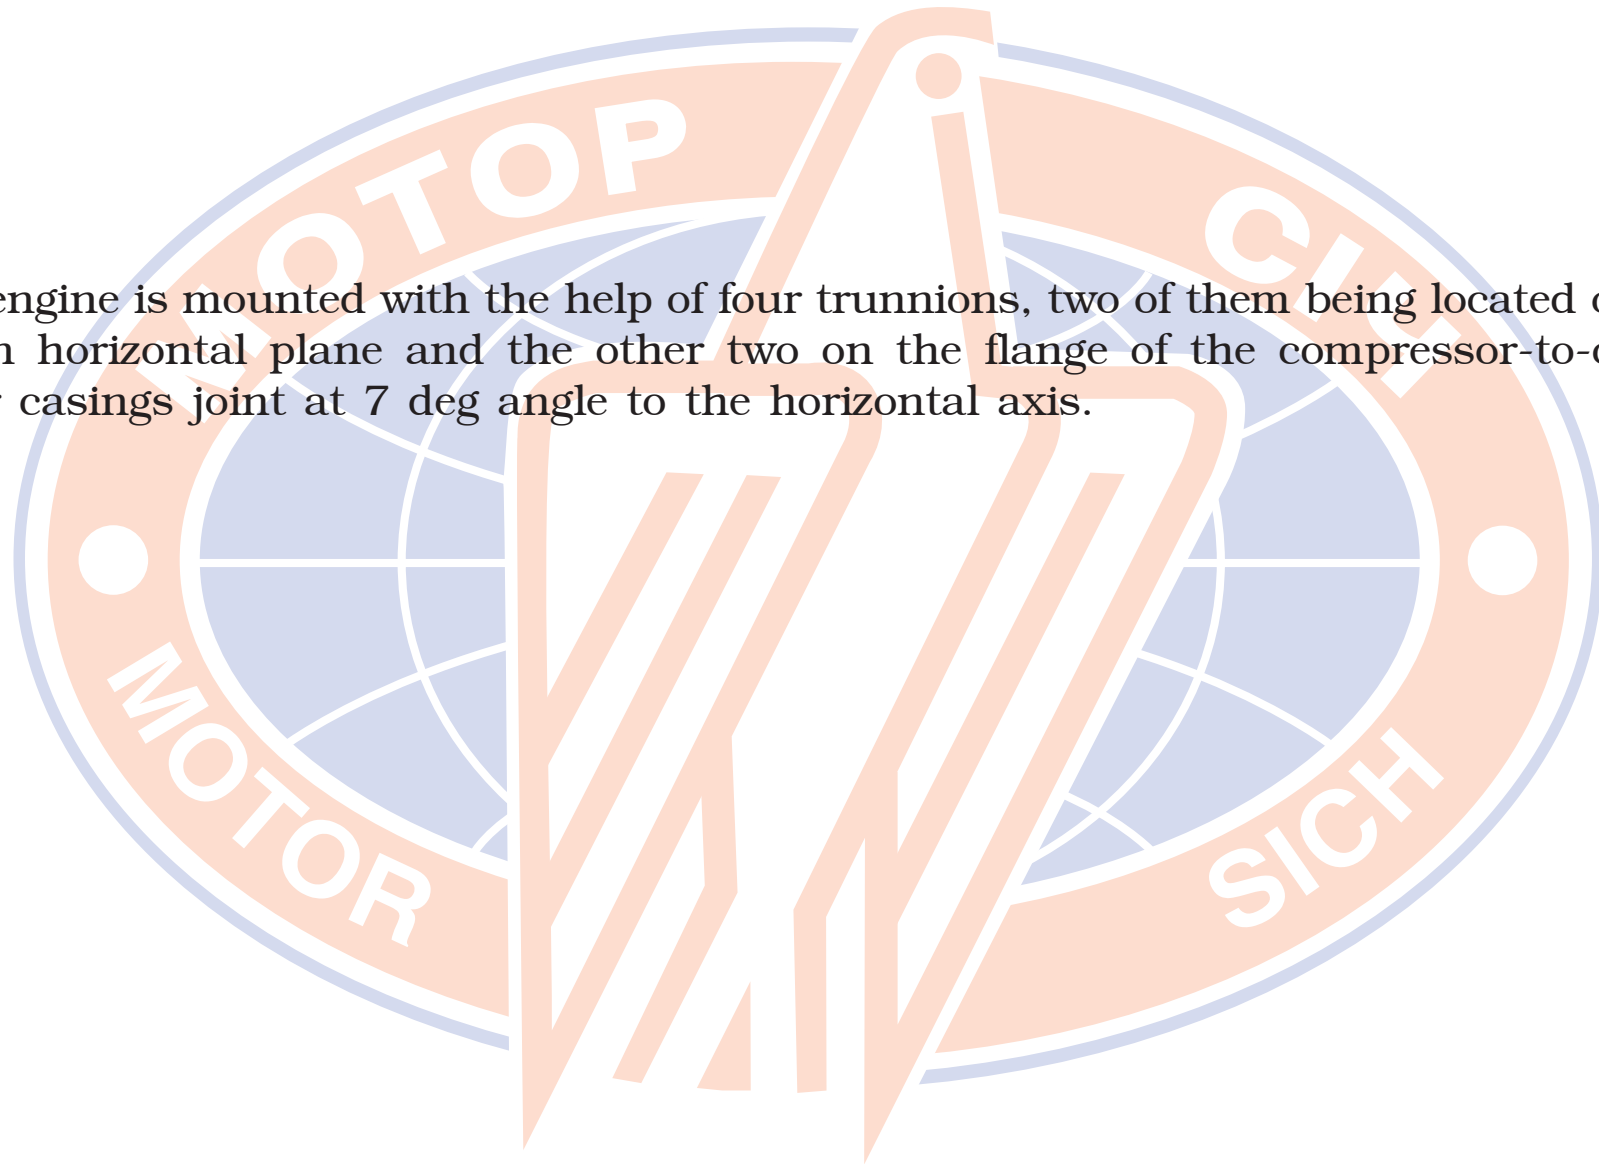 МОТОР
СІЧ
engine is mounted with the help of four trunnions, two of them being located
horizontal plane and the other two on the flange of the compressor-to-
casings joint at 7 deg angle to the horizontal axis.
MOTOR
SICH